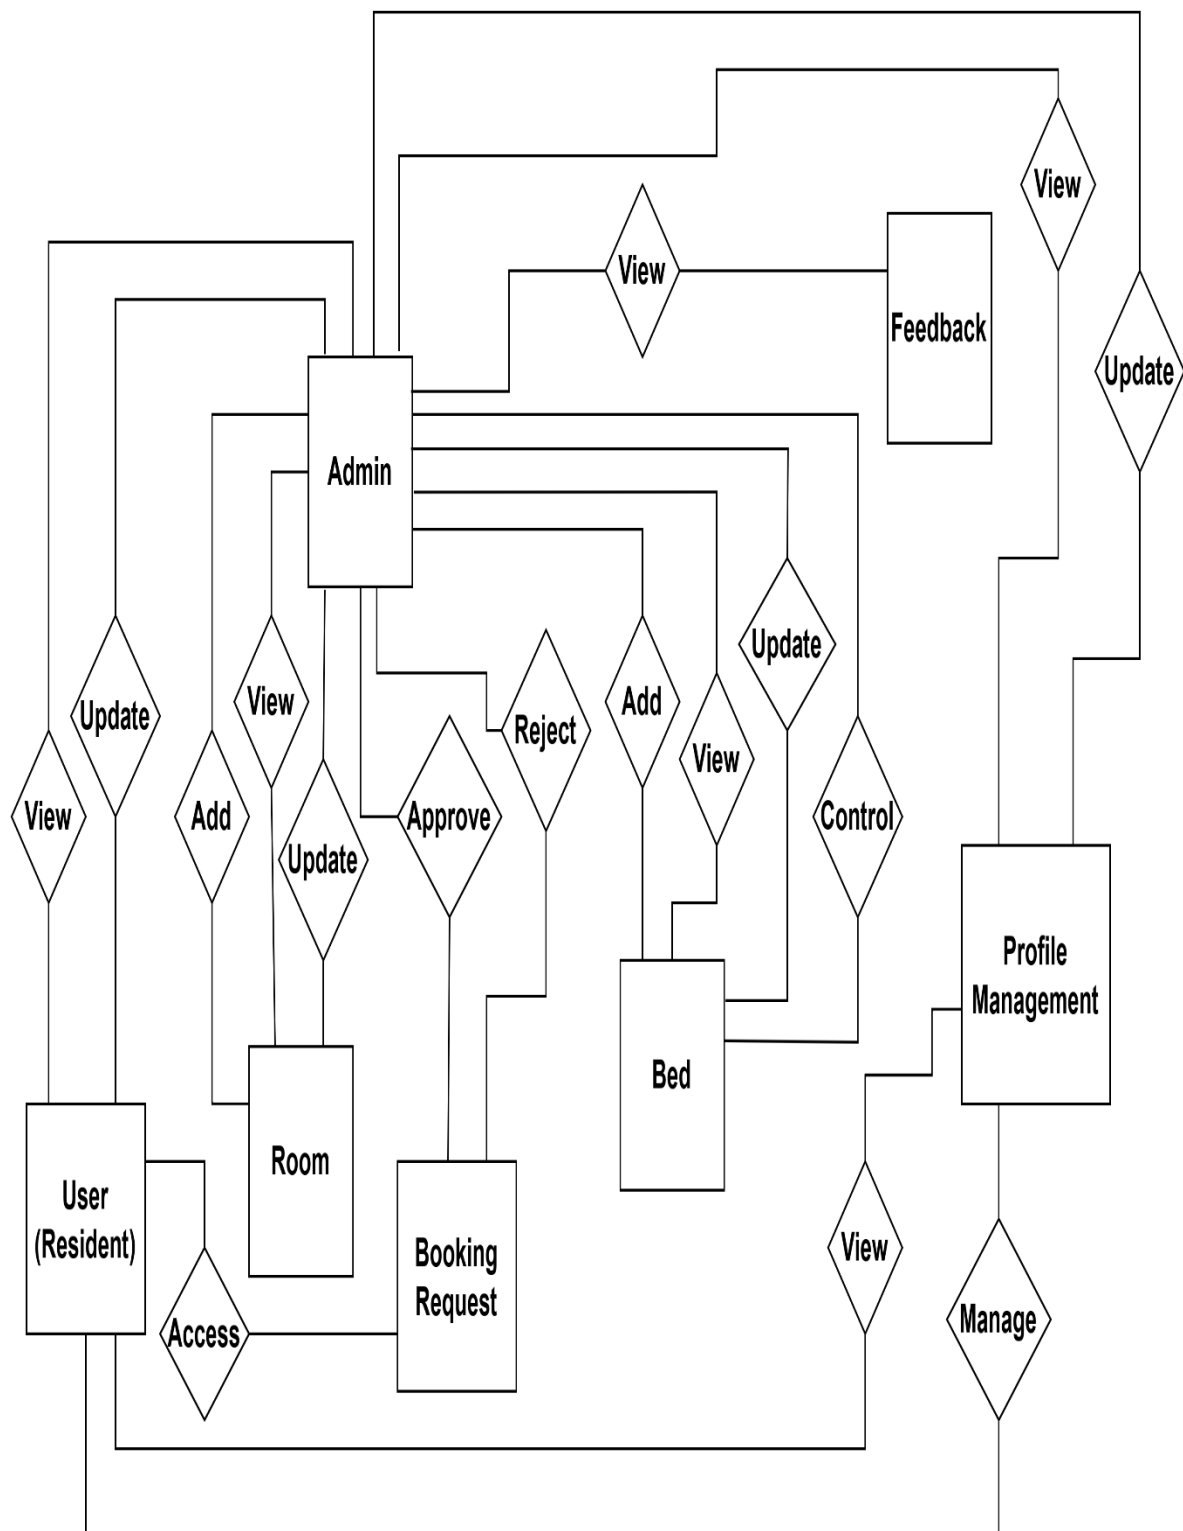 View
View
Feedback
Update
Admin
Update
View
Add
Reject
Update
View
Update
View
Add
Approve
Control
Update
Profile
Management
Bed
Room
User
(Resident)
Booking
Request
View
Access
Manage